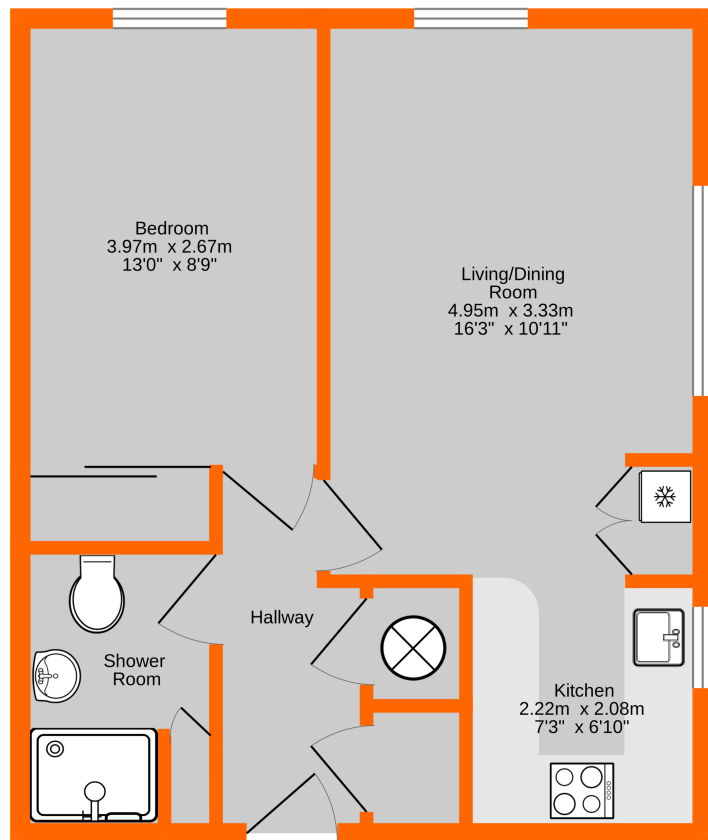 Bedroom
3.97m x 2.67m
13'0" x 8'9"
Living/Dining
Room
4.95m x 3.33m
16'3" x 10'11"
Hallway
Shower
Room
Kitchen
2.22m x 2.08m
7'3" x 6'10"